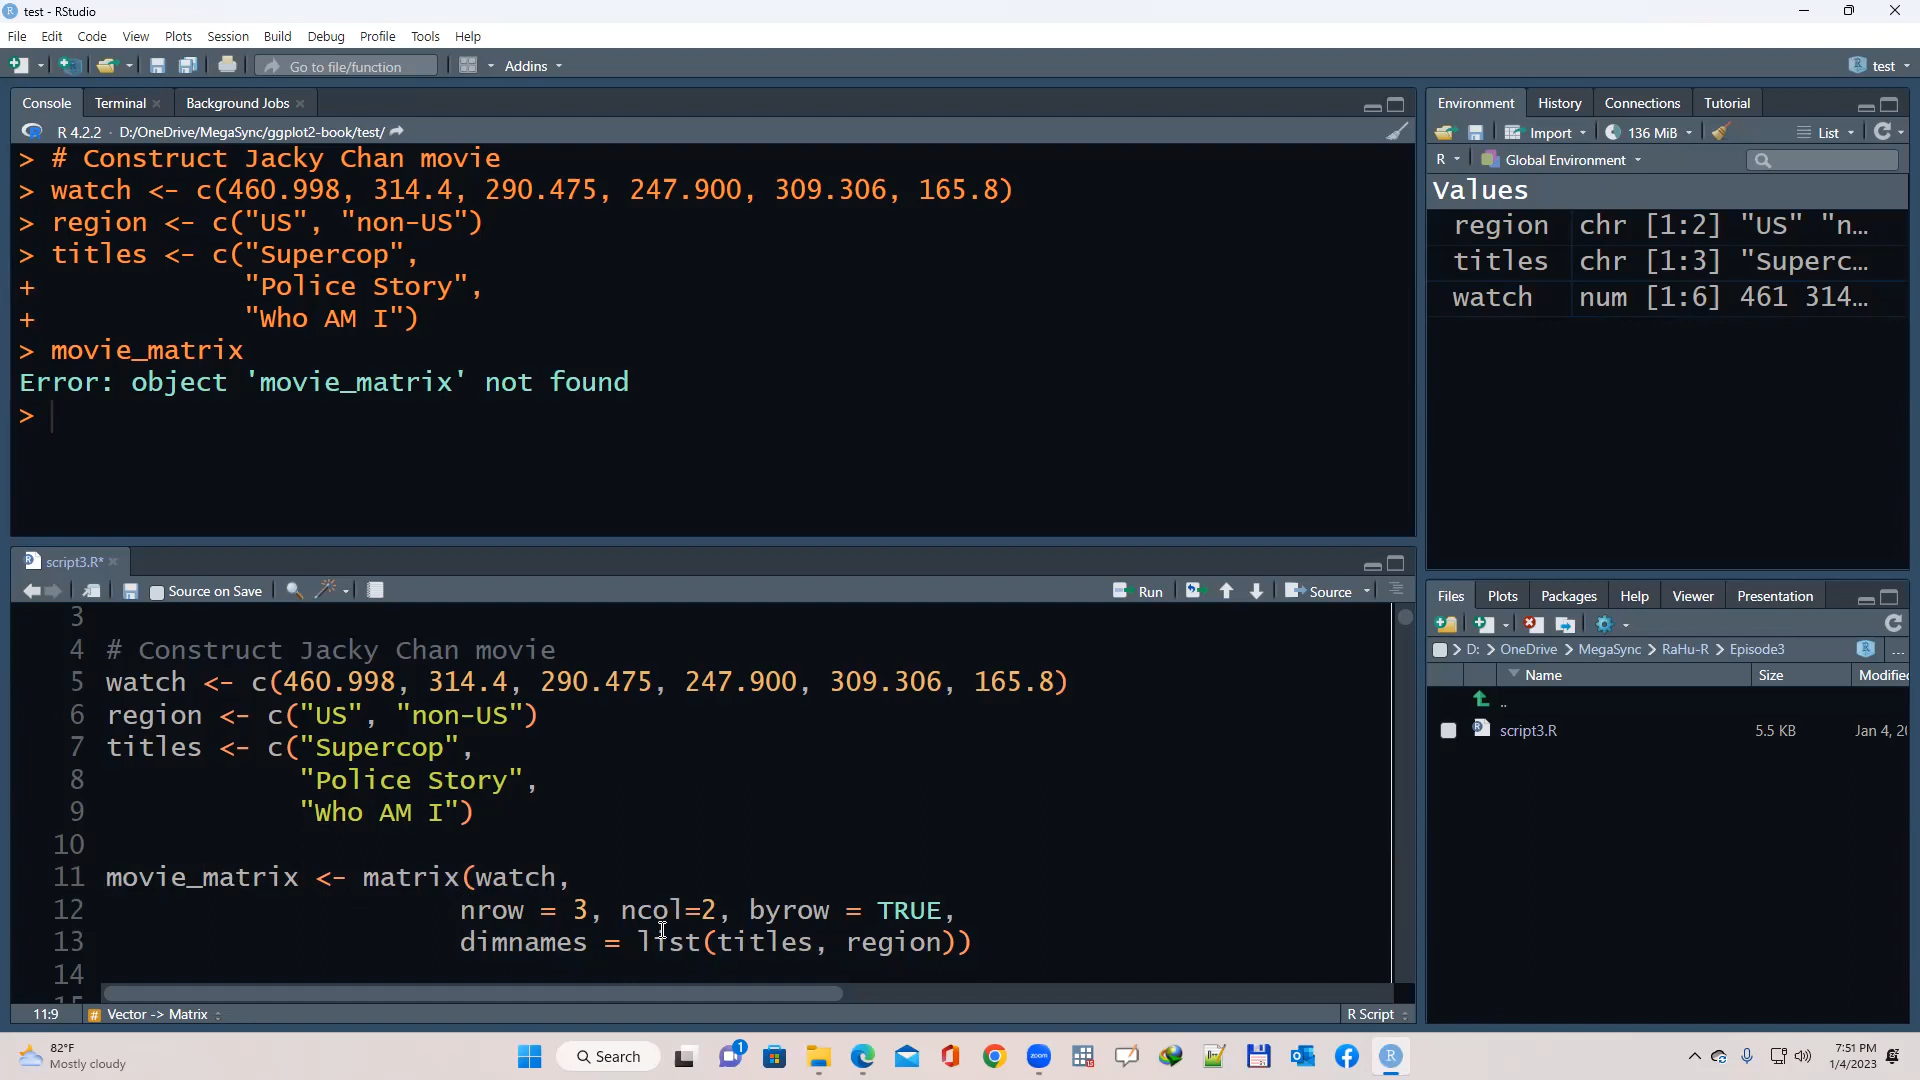 test - RStudio
File Edit Code View Plots Session Build Debug Profile Tools Help
Go to file/function Addins test
Console Terminal Background Jobs
R 4.2.2 · D:/OneDrive/MegaSync/ggplot2-book/test/
> # Construct Jacky Chan movie
> watch <- c(460.998, 314.4, 290.475, 247.900, 309.306, 165.8)
> region <- c("US", "non-US")
> titles <- c("Supercop",
+             "Police Story",
+             "Who AM I")
> movie_matrix
Error: object 'movie_matrix' not found
>
script3.R*
Source on Save Run Source
3
4 # Construct Jacky Chan movie
5 watch <- c(460.998, 314.4, 290.475, 247.900, 309.306, 165.8)
6 region <- c("US", "non-US")
7 titles <- c("Supercop",
8             "Police Story",
9             "Who AM I")
10
11 movie_matrix <- matrix(watch,
12                       nrow = 3, ncol=2, byrow = TRUE,
13                       dimnames = list(titles, region))
14
15
11:9 # Vector -> Matrix R Script
Environment History Connections Tutorial
Import 136 MiB List
R Global Environment
Values
region chr [1:2] "US" "n…
titles chr [1:3] "Superc…
watch num [1:6] 461 314…
Files Plots Packages Help Viewer Presentation
D: > OneDrive > MegaSync > RaHu-R > Episode3 ...
Name Size Modified
..
script3.R 5.5 KB Jan 4, 20
82°F
Mostly cloudy
Search
1
zoom
7:51 PM
1/4/2023